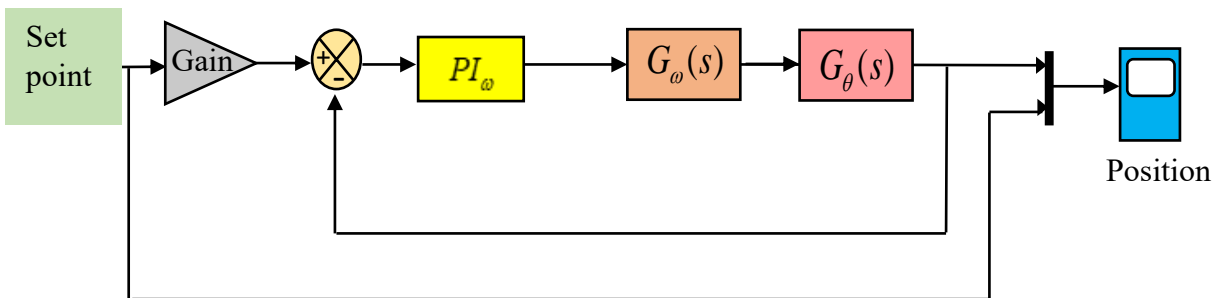 Set
point
Gain
+
-
PI_ω
G_ω(s)
G_θ(s)
Position